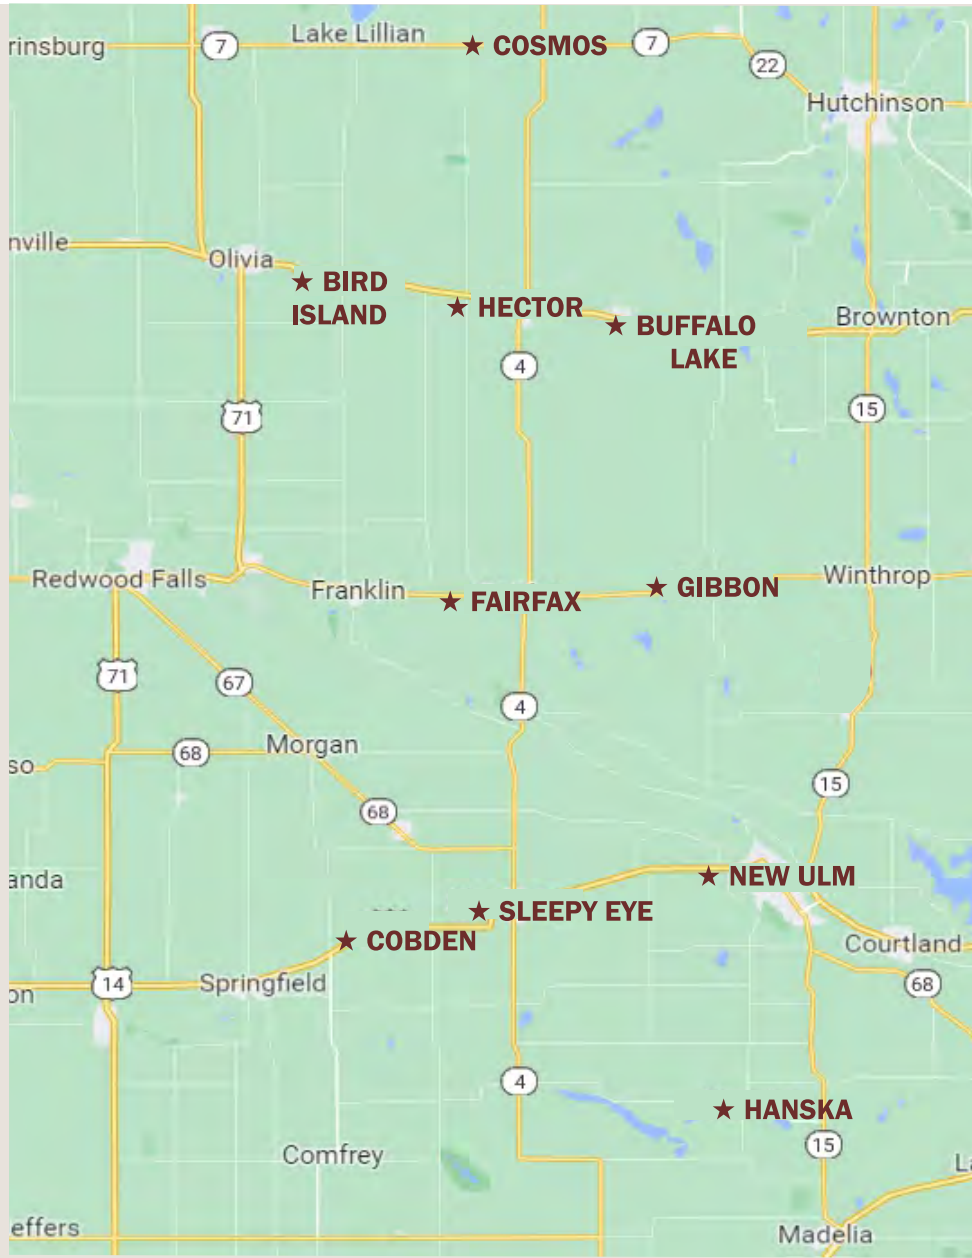 rinsburg
7
Lake Lillian
★ COSMOS
7
22
Hutchinson
nville
Olivia
★ BIRD
ISLAND
★ HECTOR
★ BUFFALO
LAKE
Brownton
4
71
15
Redwood Falls
Franklin
★ FAIRFAX
★ GIBBON
Winthrop
71
67
4
68
Morgan
so
15
68
anda
★ NEW ULM
★ SLEEPY EYE
★ COBDEN
Courtland
14
Springfield
68
on
4
★ HANSKA
15
Comfrey
La
effers
Madelia